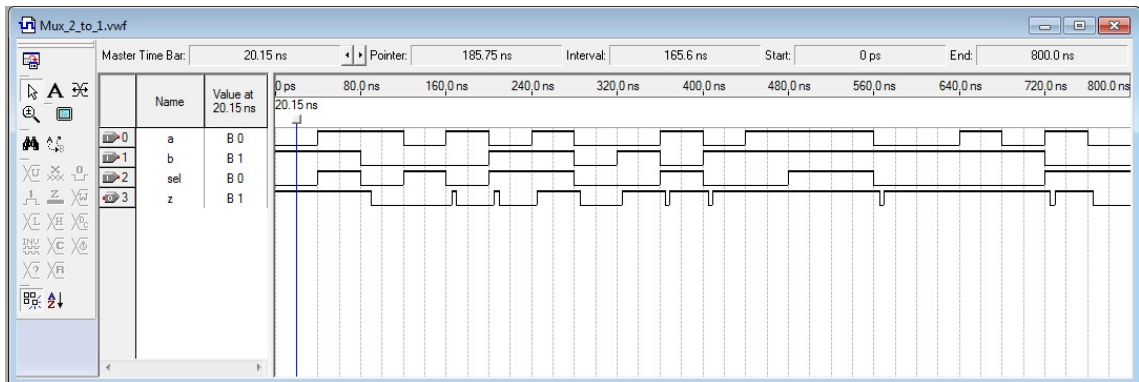 Mux_2_to_1.vwf
Master Time Bar: 20.15 ns Pointer: 185.75 ns Interval: 165.6 ns Start: 0 ps End: 800.0 ns
Name Value at 20.15 ns
0 ps 80.0 ns 160.0 ns 240.0 ns 320.0 ns 400.0 ns 480.0 ns 560.0 ns 640.0 ns 720.0 ns 800.0 ns
20.15 ns
0 a B 0
1 b B 1
2 sel B 0
3 z B 1